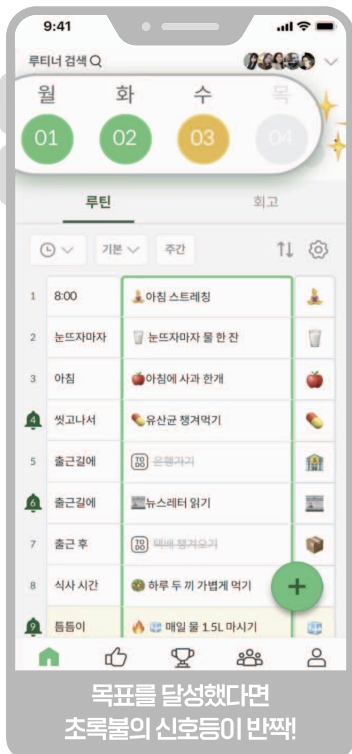 9:41
루티너 검색
월 화 수 목
01 02 03 04
루틴 회고
기본 주간
1 8:00 아침 스트레칭
2 눈뜨자마자 눈뜨자마자 물 한 잔
3 아침 아침에 사과 한개
4 씻고나서 유산균 챙겨먹기
5 출근길에 TO DO 은행가기
6 출근길에 뉴스레터 읽기
7 출근 후 TO DO 택배 챙겨오기
8 식사 시간 하루 두 끼 가볍게 먹기
9 틈틈이 매일 물 1.5L 마시기
목표를 달성했다면
초록불의 신호등이 반짝!